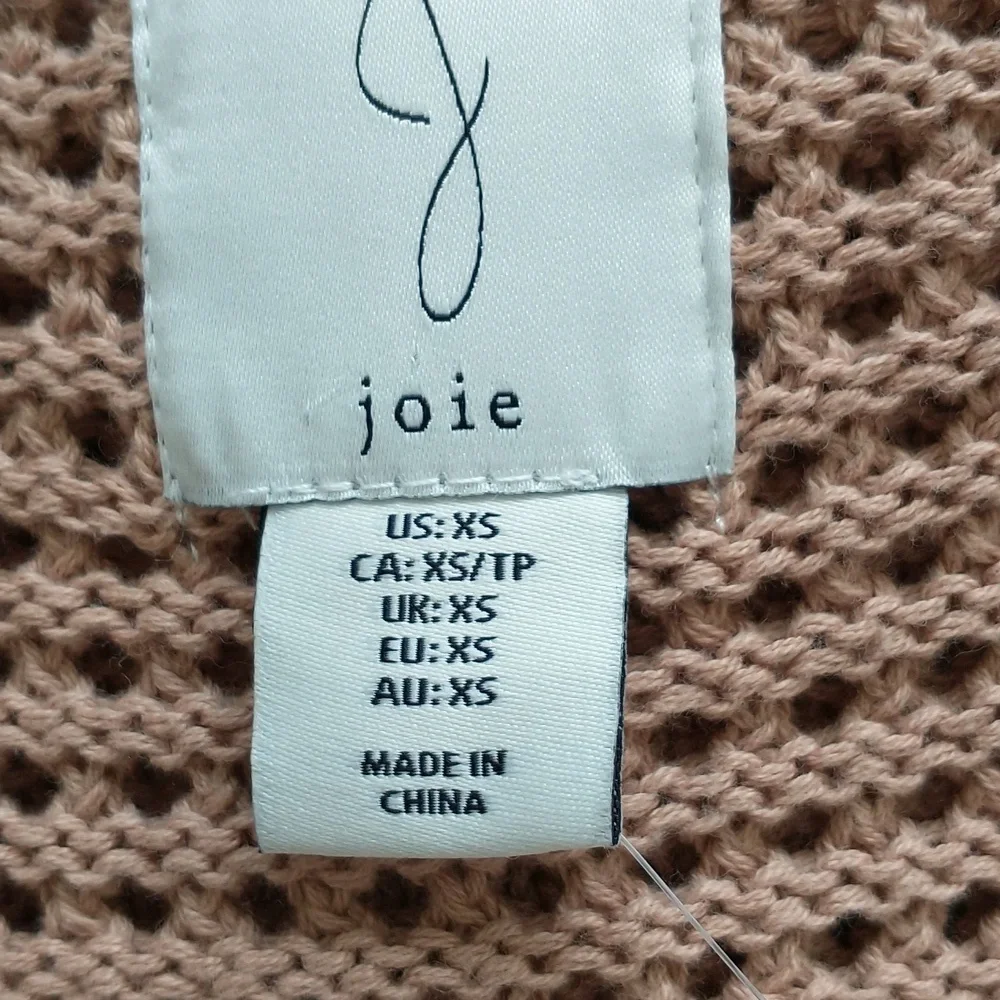 joie
US: XS
CA: XS/TP
UK: XS
EU: XS
AU: XS
MADE IN
CHINA